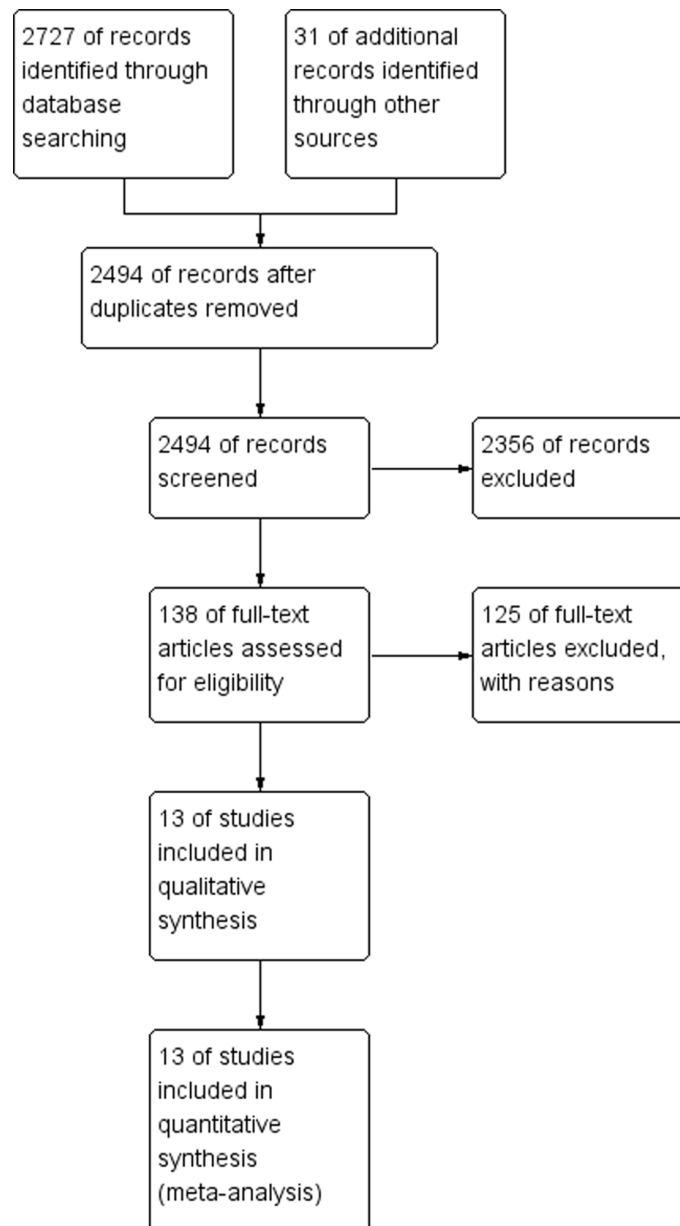 2727 of records
identified through
database
searching
31 of additional
records identified
through other
sources
2494 of records after
duplicates removed
2494 of records
screened
2356 of records
excluded
138 of full-text
articles assessed
for eligibility
125 of full-text
articles excluded,
with reasons
13 of studies
included in
qualitative
synthesis
13 of studies
included in
quantitative
synthesis
(meta-analysis)